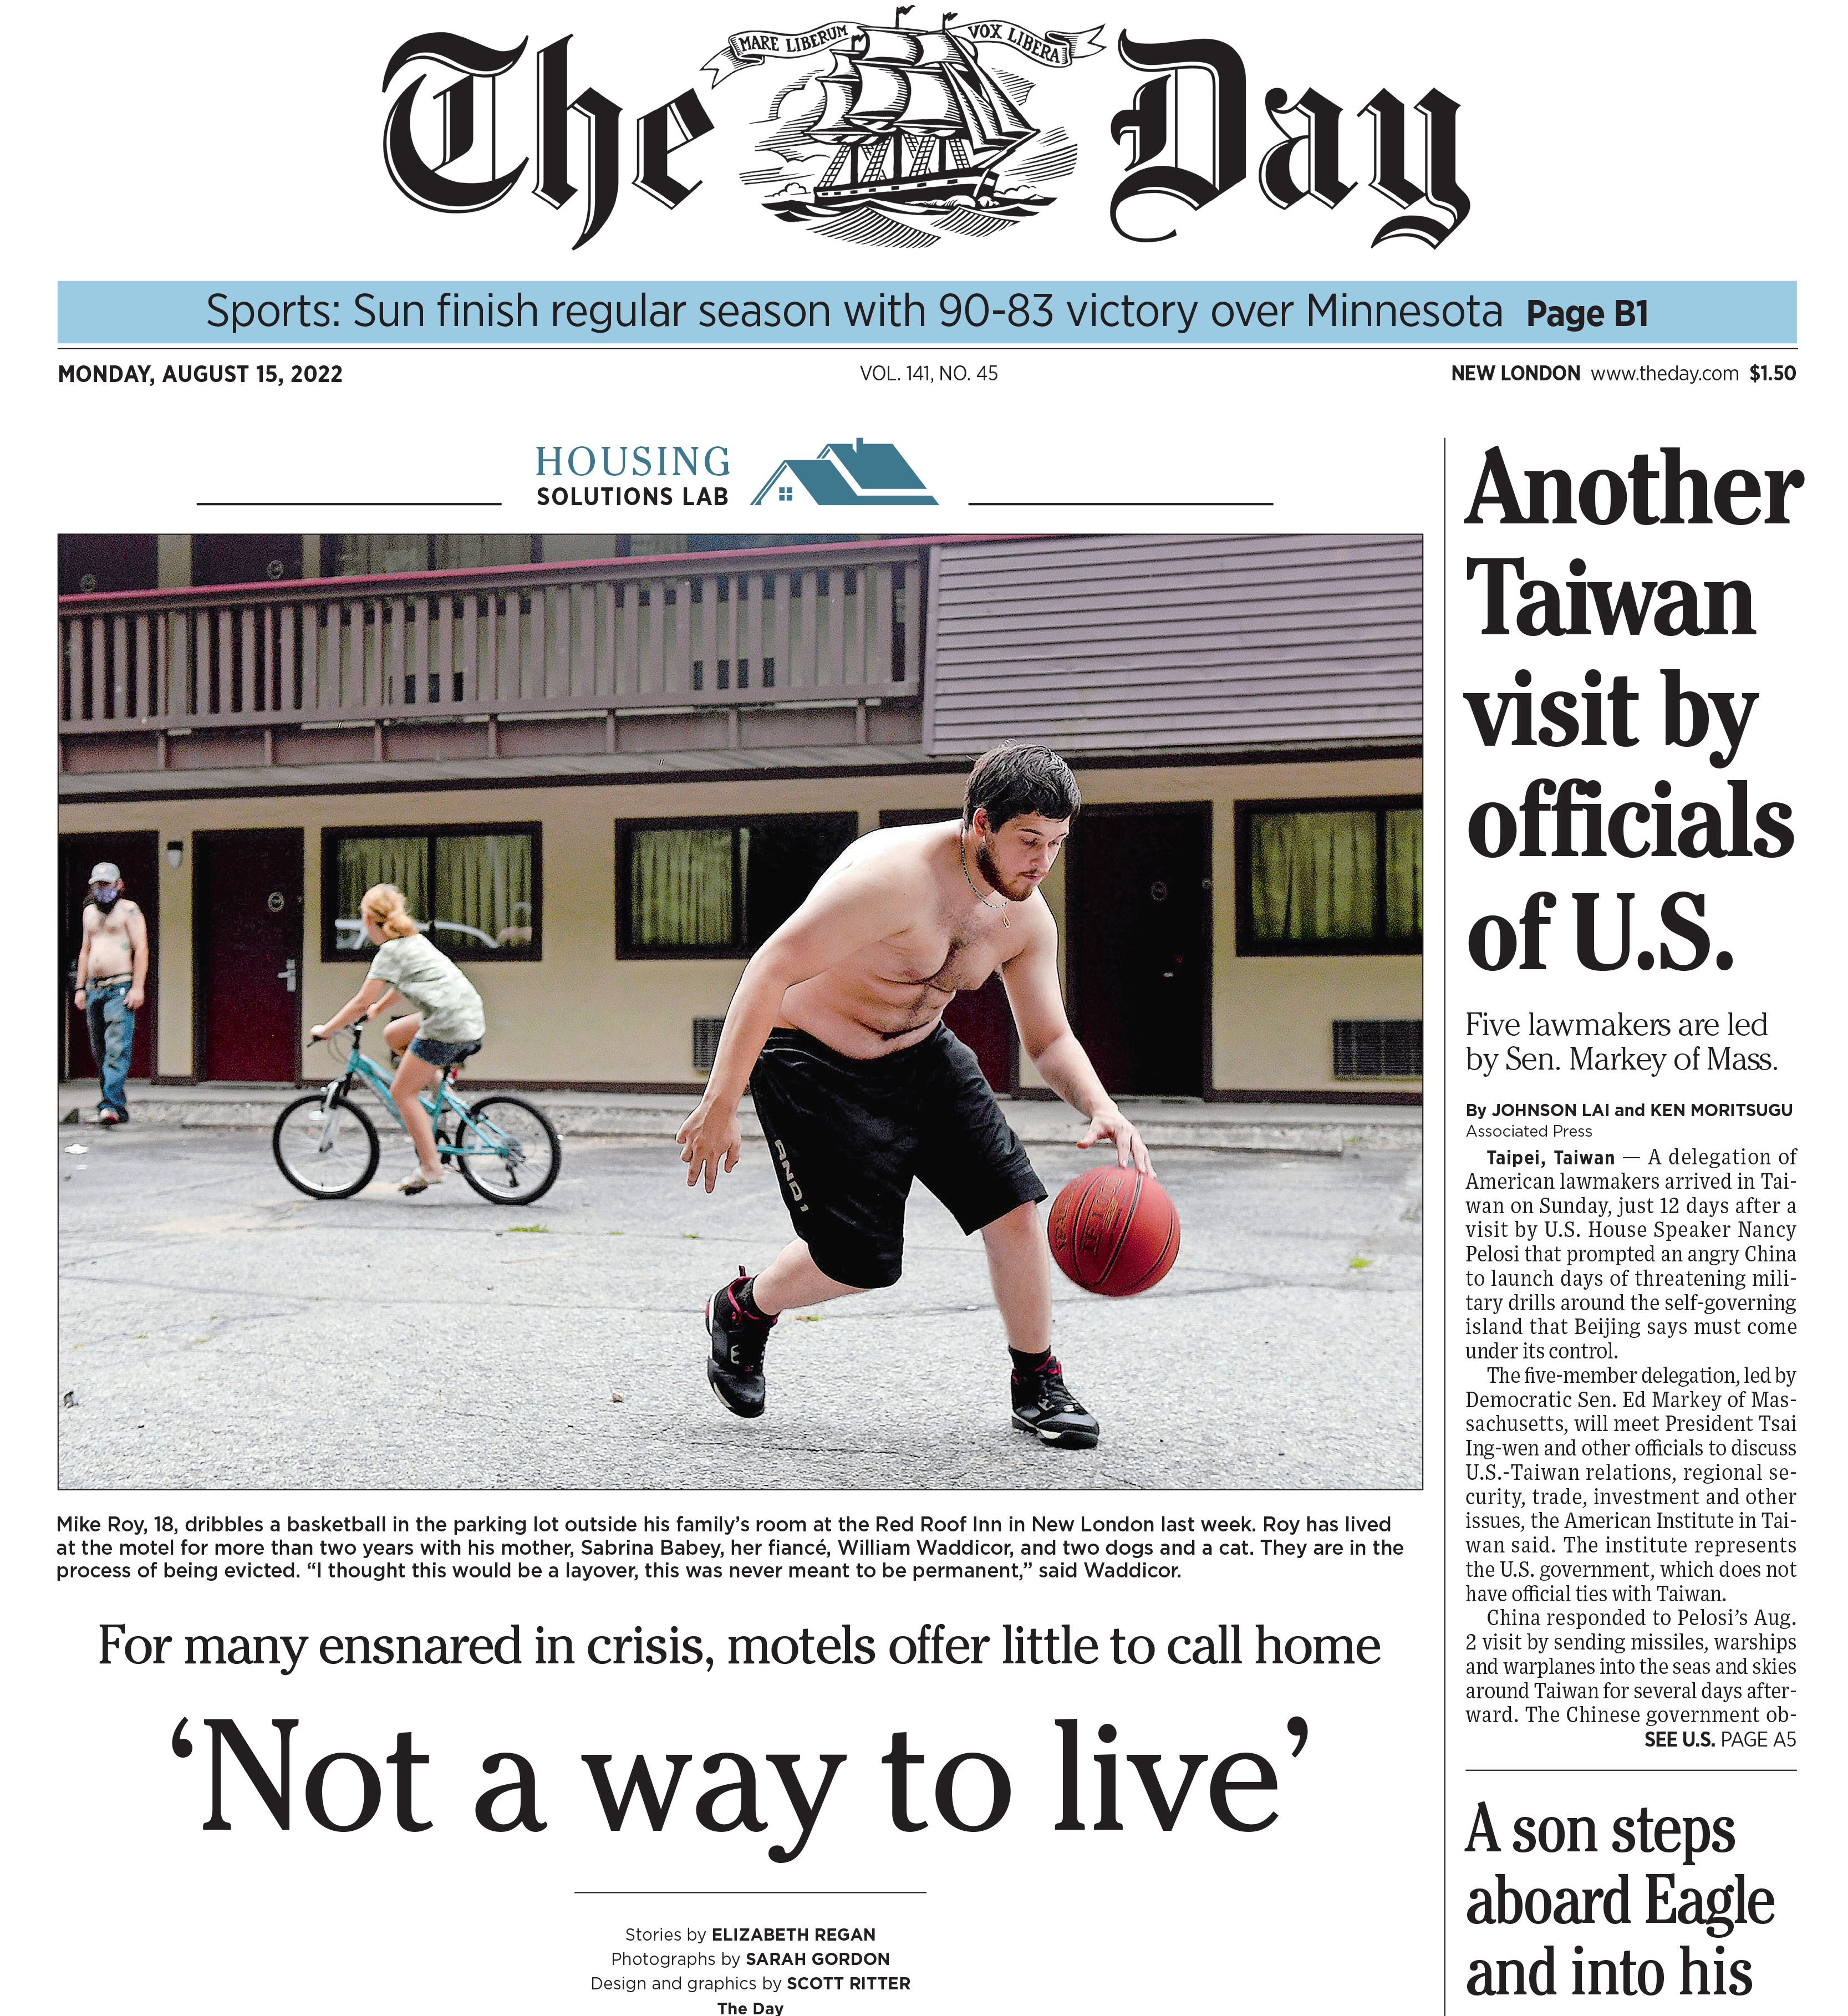 The Day
MARE LIBERUM
VOX LIBERA
Sports: Sun finish regular season with 90-83 victory over Minnesota Page B1
MONDAY, AUGUST 15, 2022
VOL. 141, NO. 45
NEW LONDON www.theday.com $1.50
HOUSING
SOLUTIONS LAB
AND 1
Mike Roy, 18, dribbles a basketball in the parking lot outside his family’s room at the Red Roof Inn in New London last week. Roy has lived
at the motel for more than two years with his mother, Sabrina Babey, her fiancé, William Waddicor, and two dogs and a cat. They are in the
process of being evicted. “I thought this would be a layover, this was never meant to be permanent,” said Waddicor.
For many ensnared in crisis, motels offer little to call home
‘Not a way to live’
Stories by ELIZABETH REGAN
Photographs by SARAH GORDON
Design and graphics by SCOTT RITTER
The Day
Another
Taiwan
visit by
officials
of U.S.
Five lawmakers are led
by Sen. Markey of Mass.
By JOHNSON LAI and KEN MORITSUGU
Associated Press
Taipei, Taiwan — A delegation of
American lawmakers arrived in Tai-
wan on Sunday, just 12 days after a
visit by U.S. House Speaker Nancy
Pelosi that prompted an angry China
to launch days of threatening mili-
tary drills around the self-governing
island that Beijing says must come
under its control.
The five-member delegation, led by
Democratic Sen. Ed Markey of Mas-
sachusetts, will meet President Tsai
Ing-wen and other officials to discuss
U.S.-Taiwan relations, regional se-
curity, trade, investment and other
issues, the American Institute in Tai-
wan said. The institute represents
the U.S. government, which does not
have official ties with Taiwan.
China responded to Pelosi’s Aug.
2 visit by sending missiles, warships
and warplanes into the seas and skies
around Taiwan for several days after-
ward. The Chinese government ob-
SEE U.S. PAGE A5
A son steps
aboard Eagle
and into his